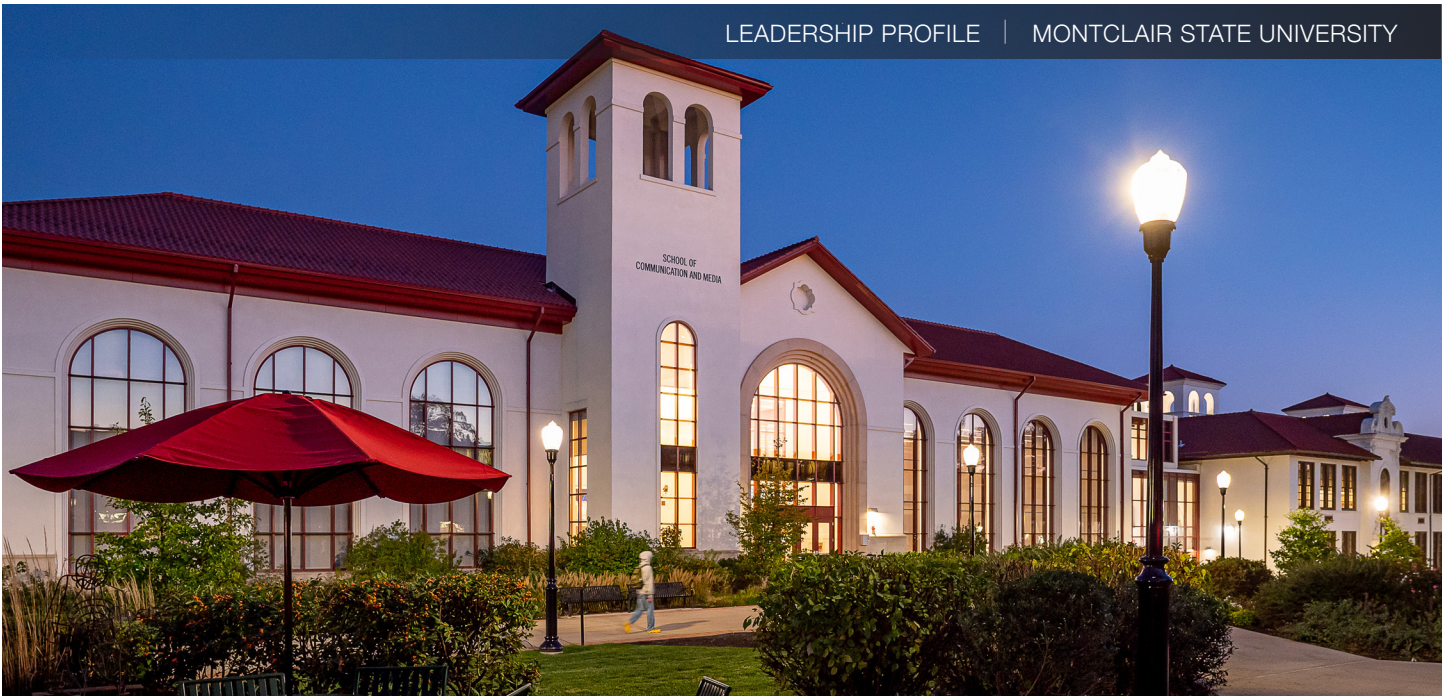 LEADERSHIP PROFILE | MONTCLAIR STATE UNIVERSITY
SCHOOL OF
COMMUNICATION AND MEDIA